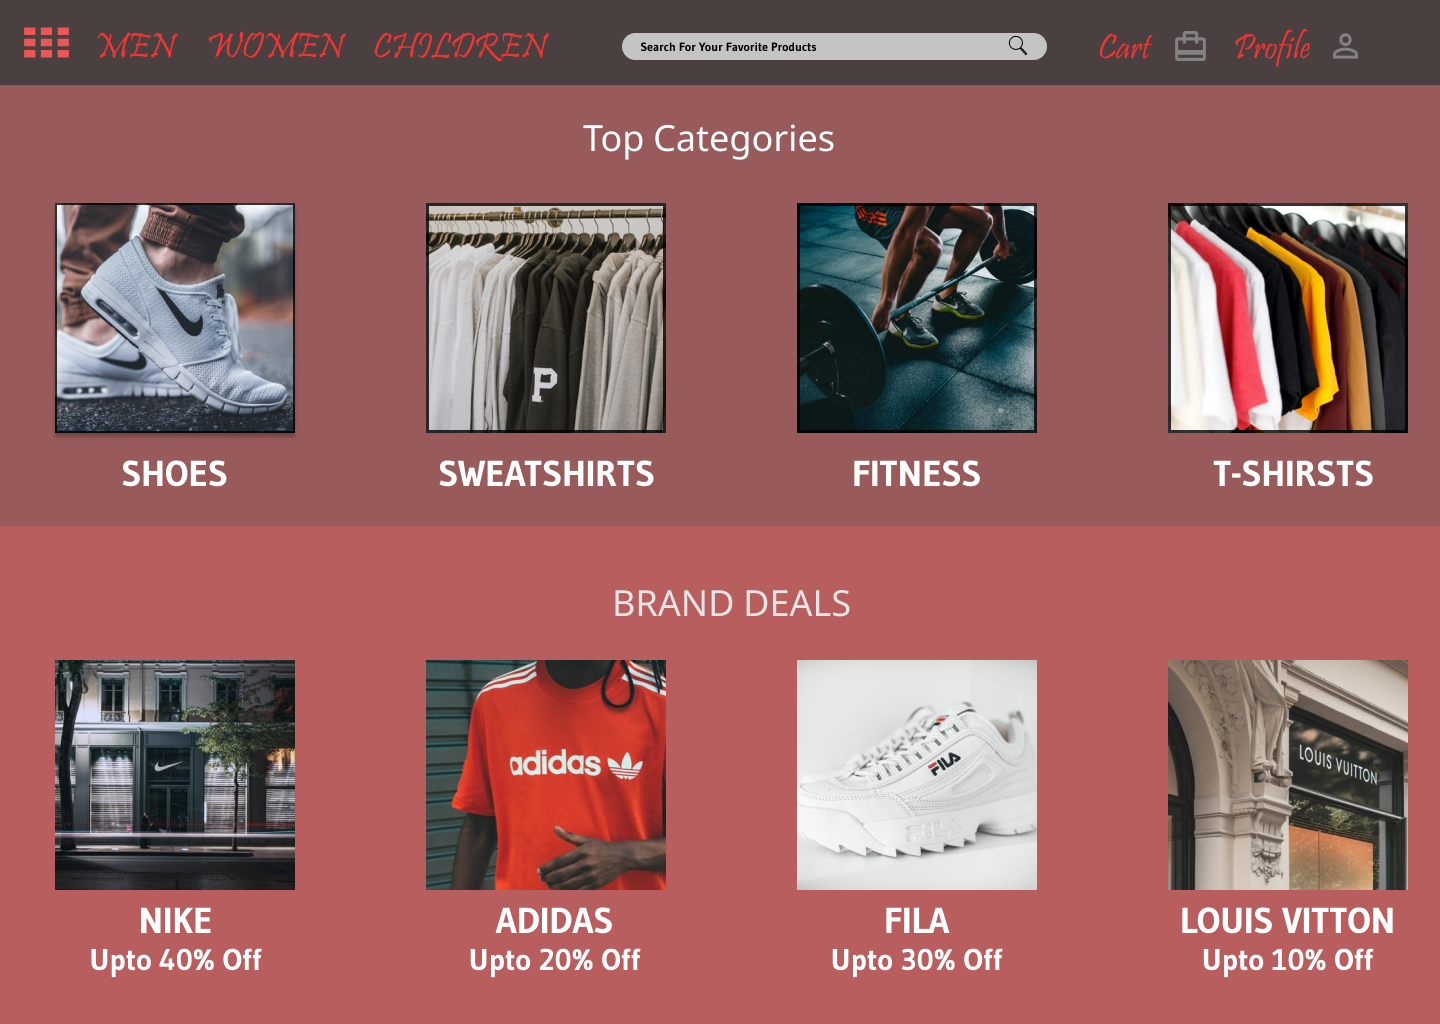 MEN WOMEN CHILDREN Search For Your Favorite Products Cart Profile
Top Categories
P
SHOES SWEATSHIRTS FITNESS T-SHIRSTS
BRAND DEALS
adidas
FILA
FILA
LOUIS VUITTON
NIKE ADIDAS FILA LOUIS VITTON
Upto 40% Off Upto 20% Off Upto 30% Off Upto 10% Off